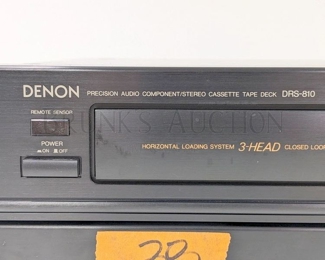 DENON PRECISION AUDIO COMPONENT/STEREO CASSETTE TAPE DECK DRS-810
REMOTE SENSOR
AUCTION
HORIZONTAL LOADING SYSTEM 3-HEAD CLOSED LOOP
POWER
ON OFF